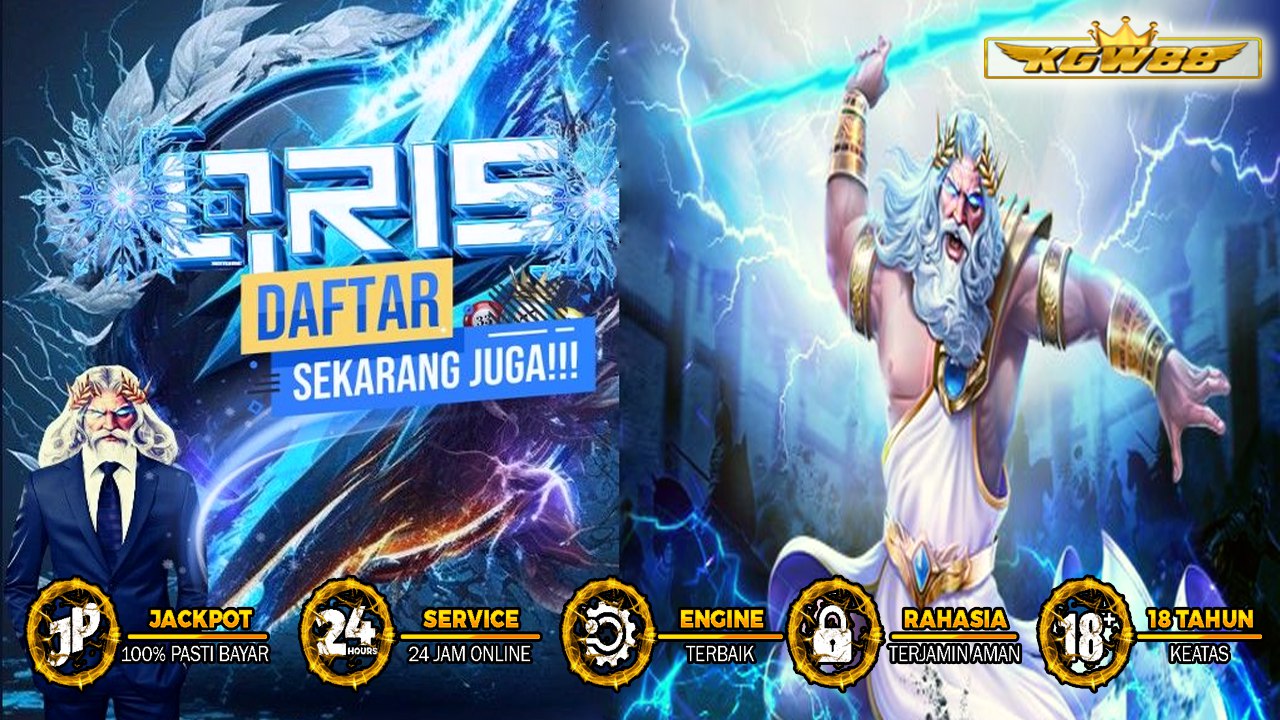 KGW88
QRIS
DAFTAR
SEKARANG JUGA!!!
JP
JACKPOT
100% PASTI BAYAR
24
HOURS
SERVICE
24 JAM ONLINE
ENGINE
TERBAIK
RAHASIA
TERJAMIN AMAN
18+
18 TAHUN
KEATAS